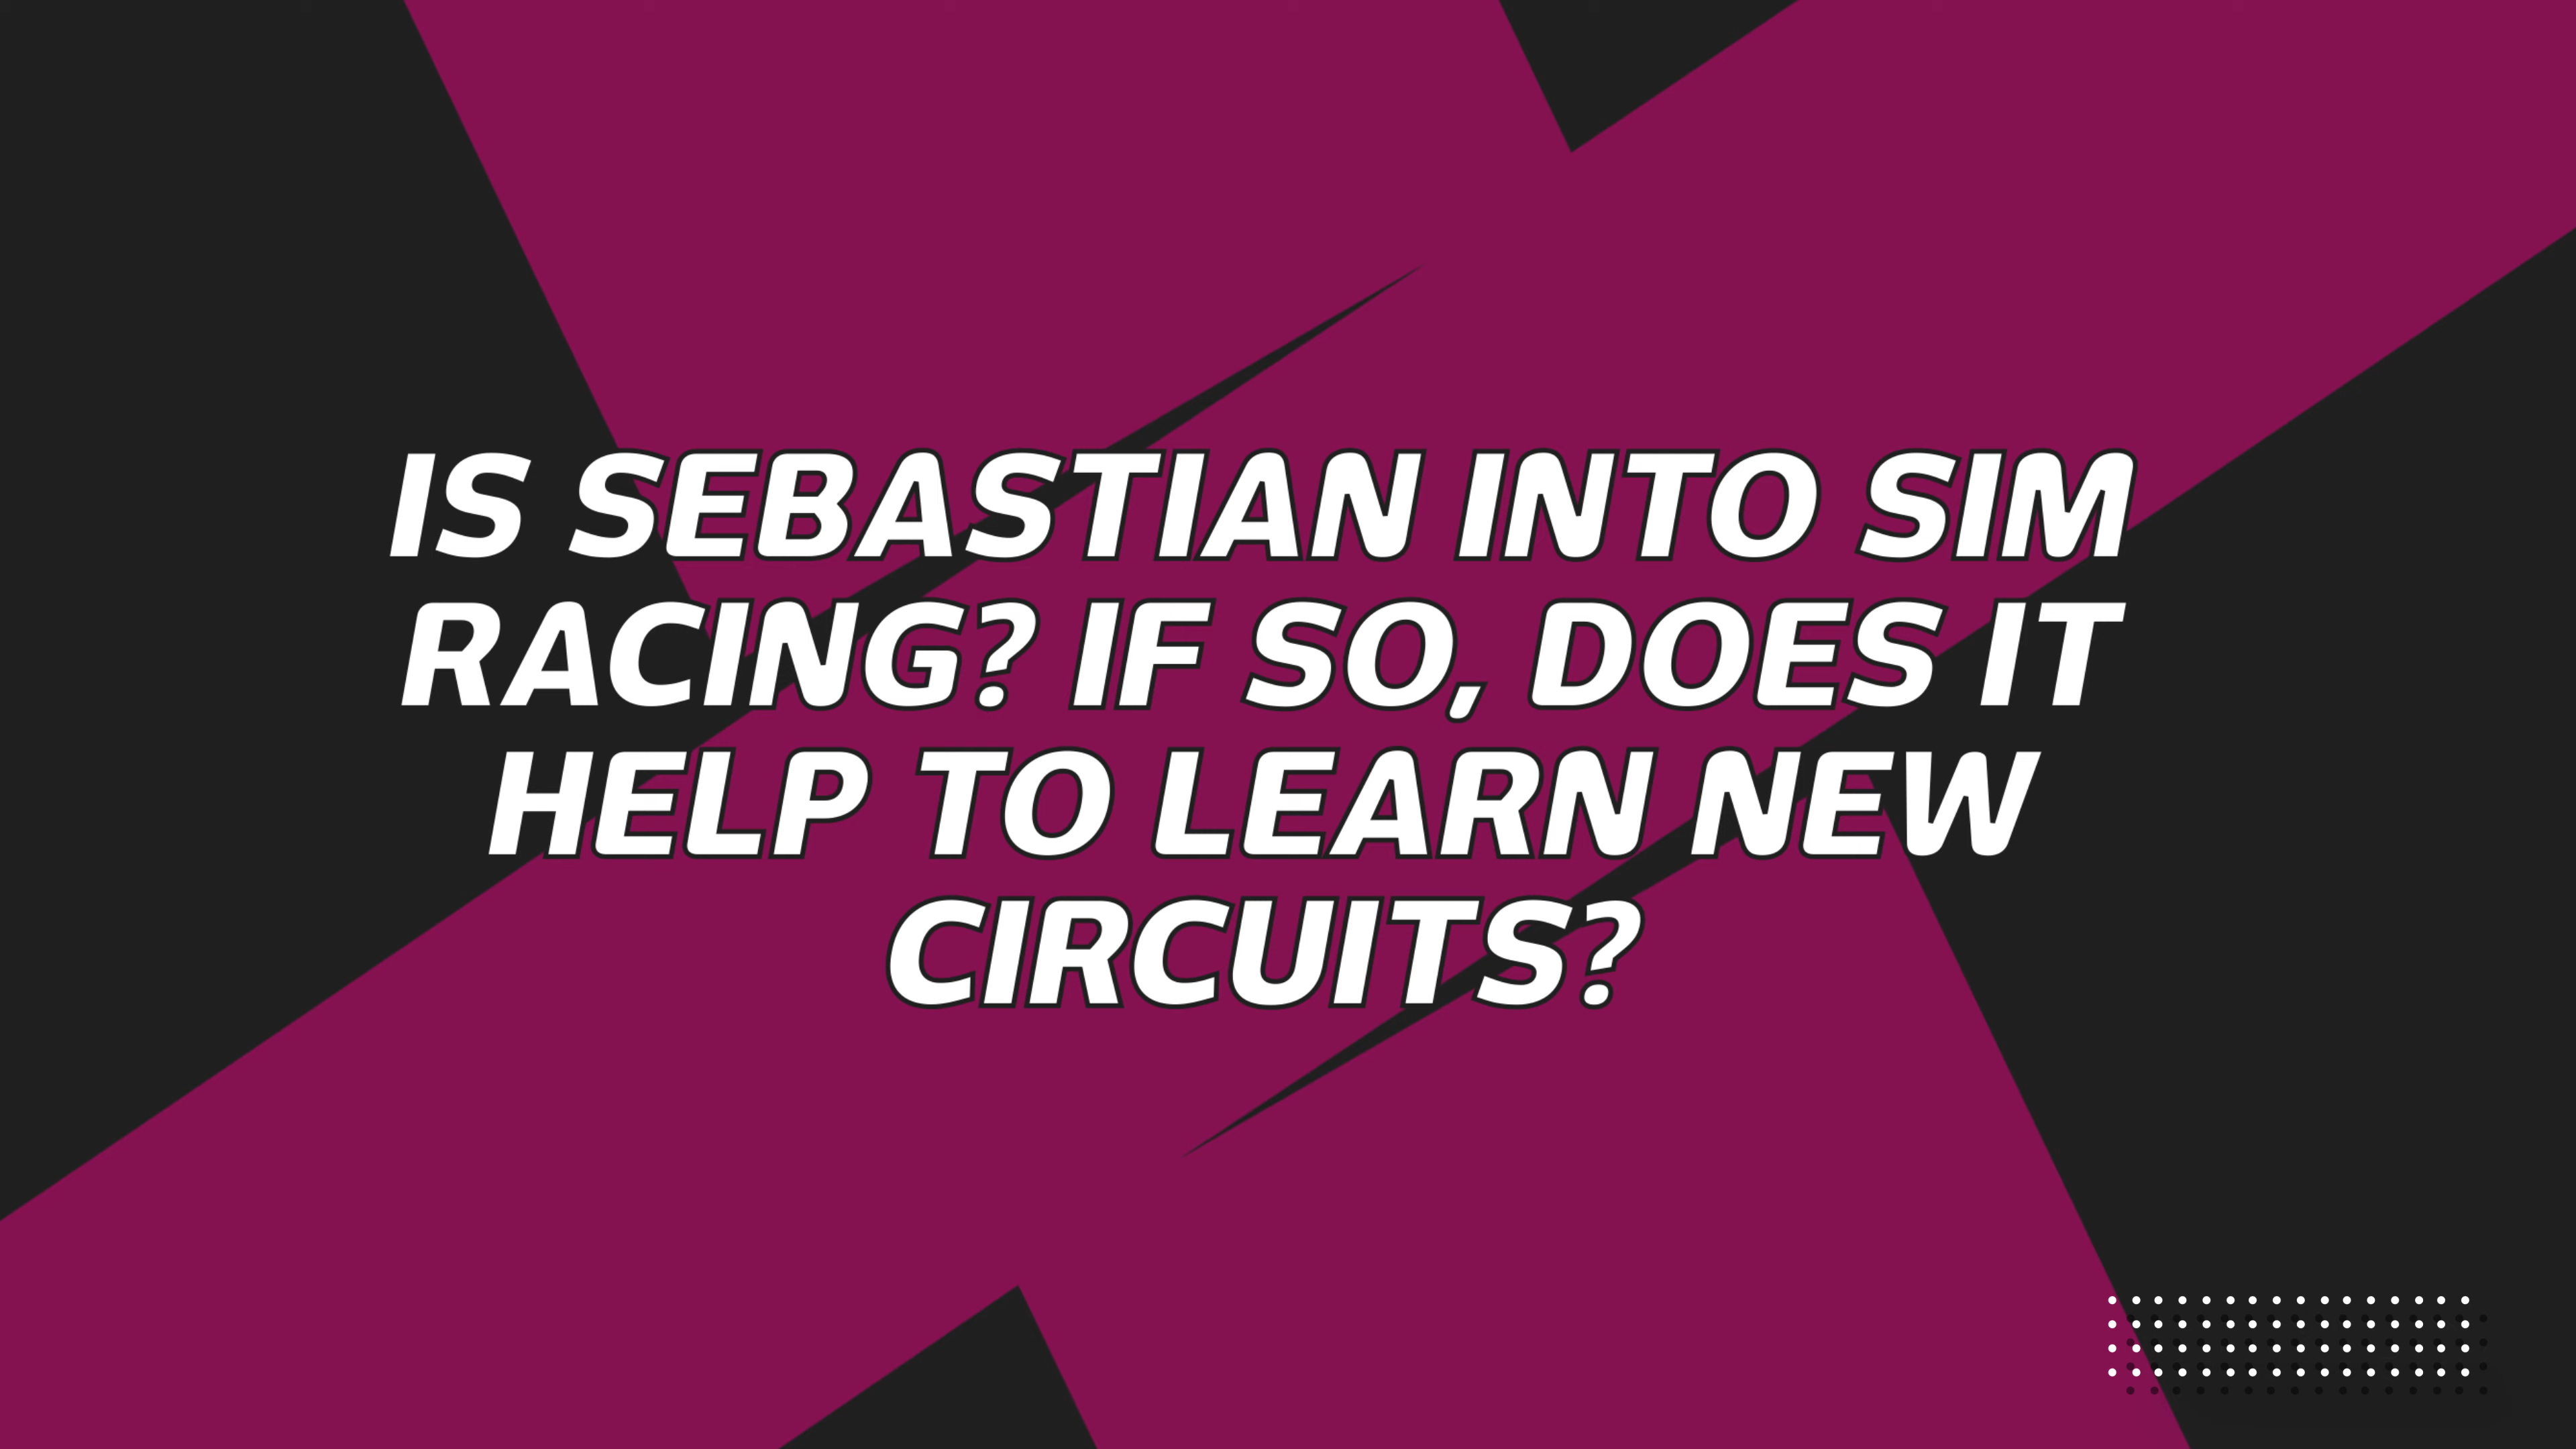 IS SEBASTIAN INTO SIM
RACING? IF SO, DOES IT
HELP TO LEARN NEW
CIRCUITS?